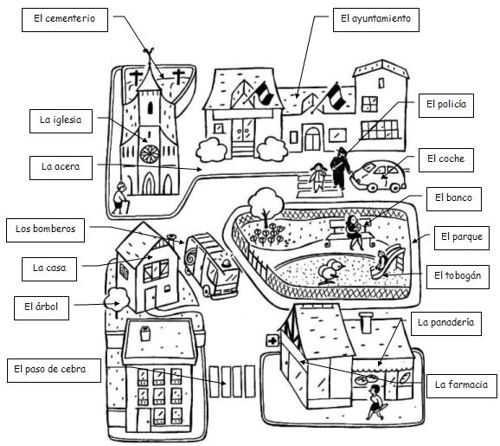 El cementerio
El ayuntamiento
La iglesia
El policía
La acera
El coche
El banco
Los bomberos
El parque
La casa
El tobogán
El árbol
La panadería
El paso de cebra
La farmacia